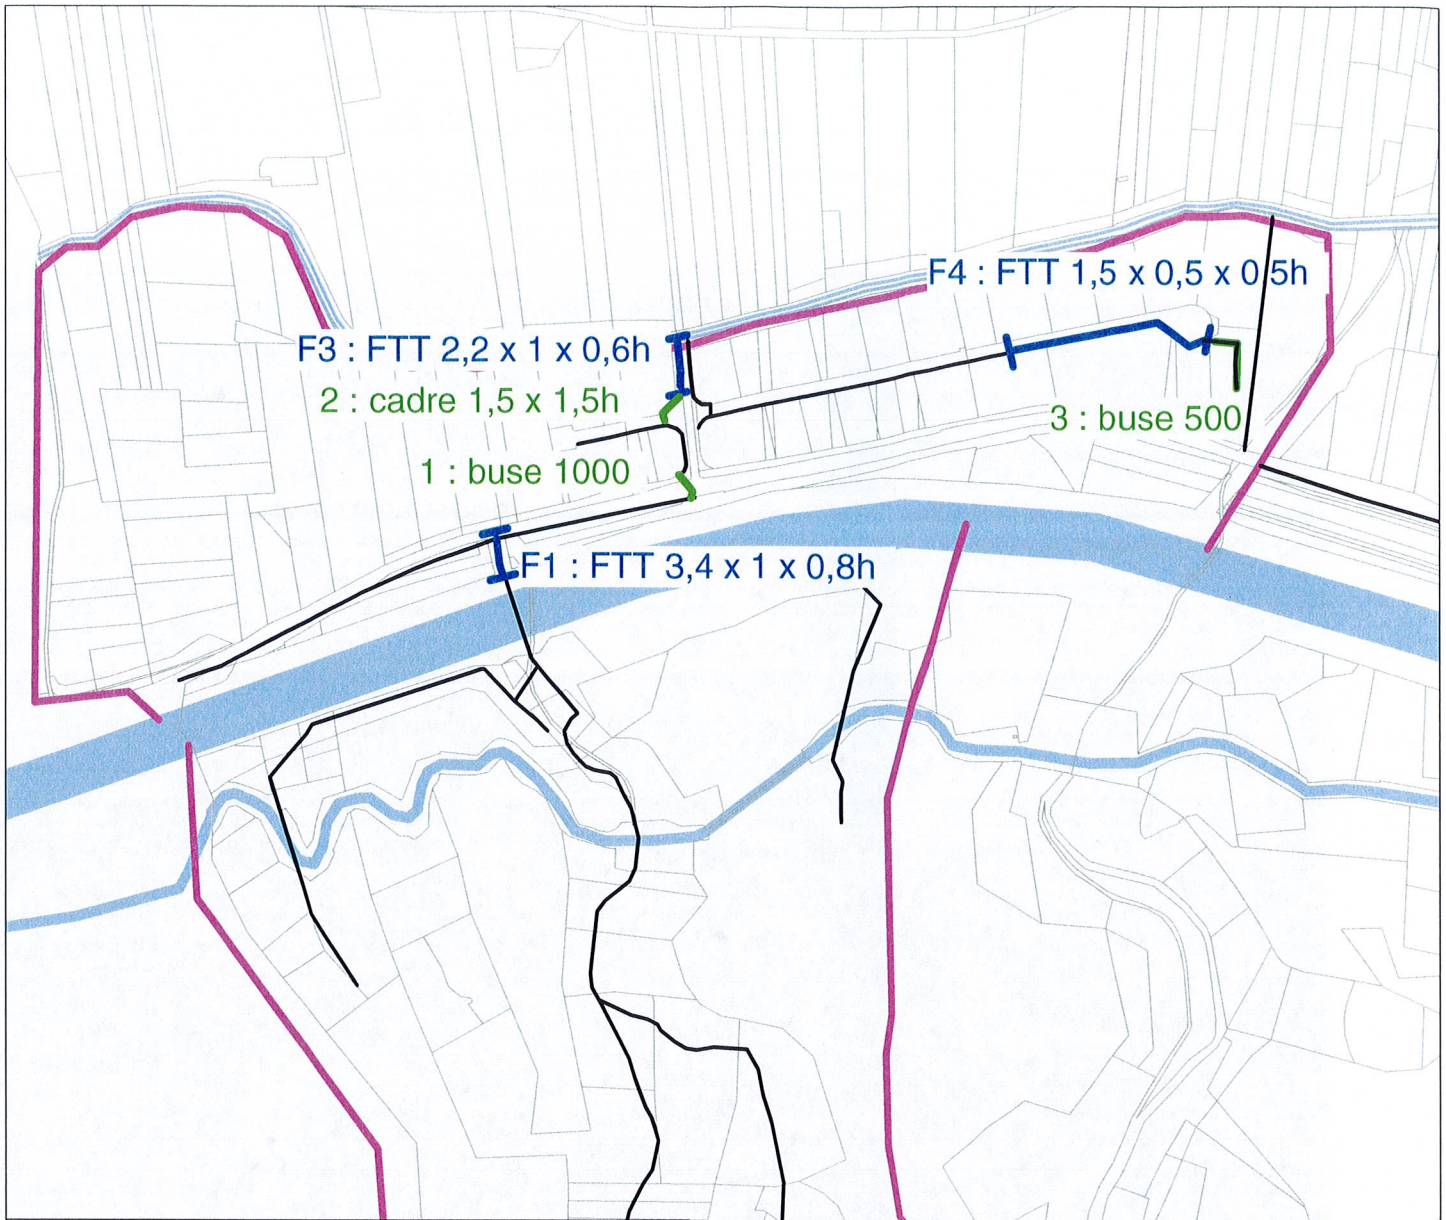 F4 : FTT 1,5 x 0,5 x 0,5h
F3 : FTT 2,2 x 1 x 0,6h
2 : cadre 1,5 x 1,5h
3 : buse 500
1 : buse 1000
F1 : FTT 3,4 x 1 x 0,8h